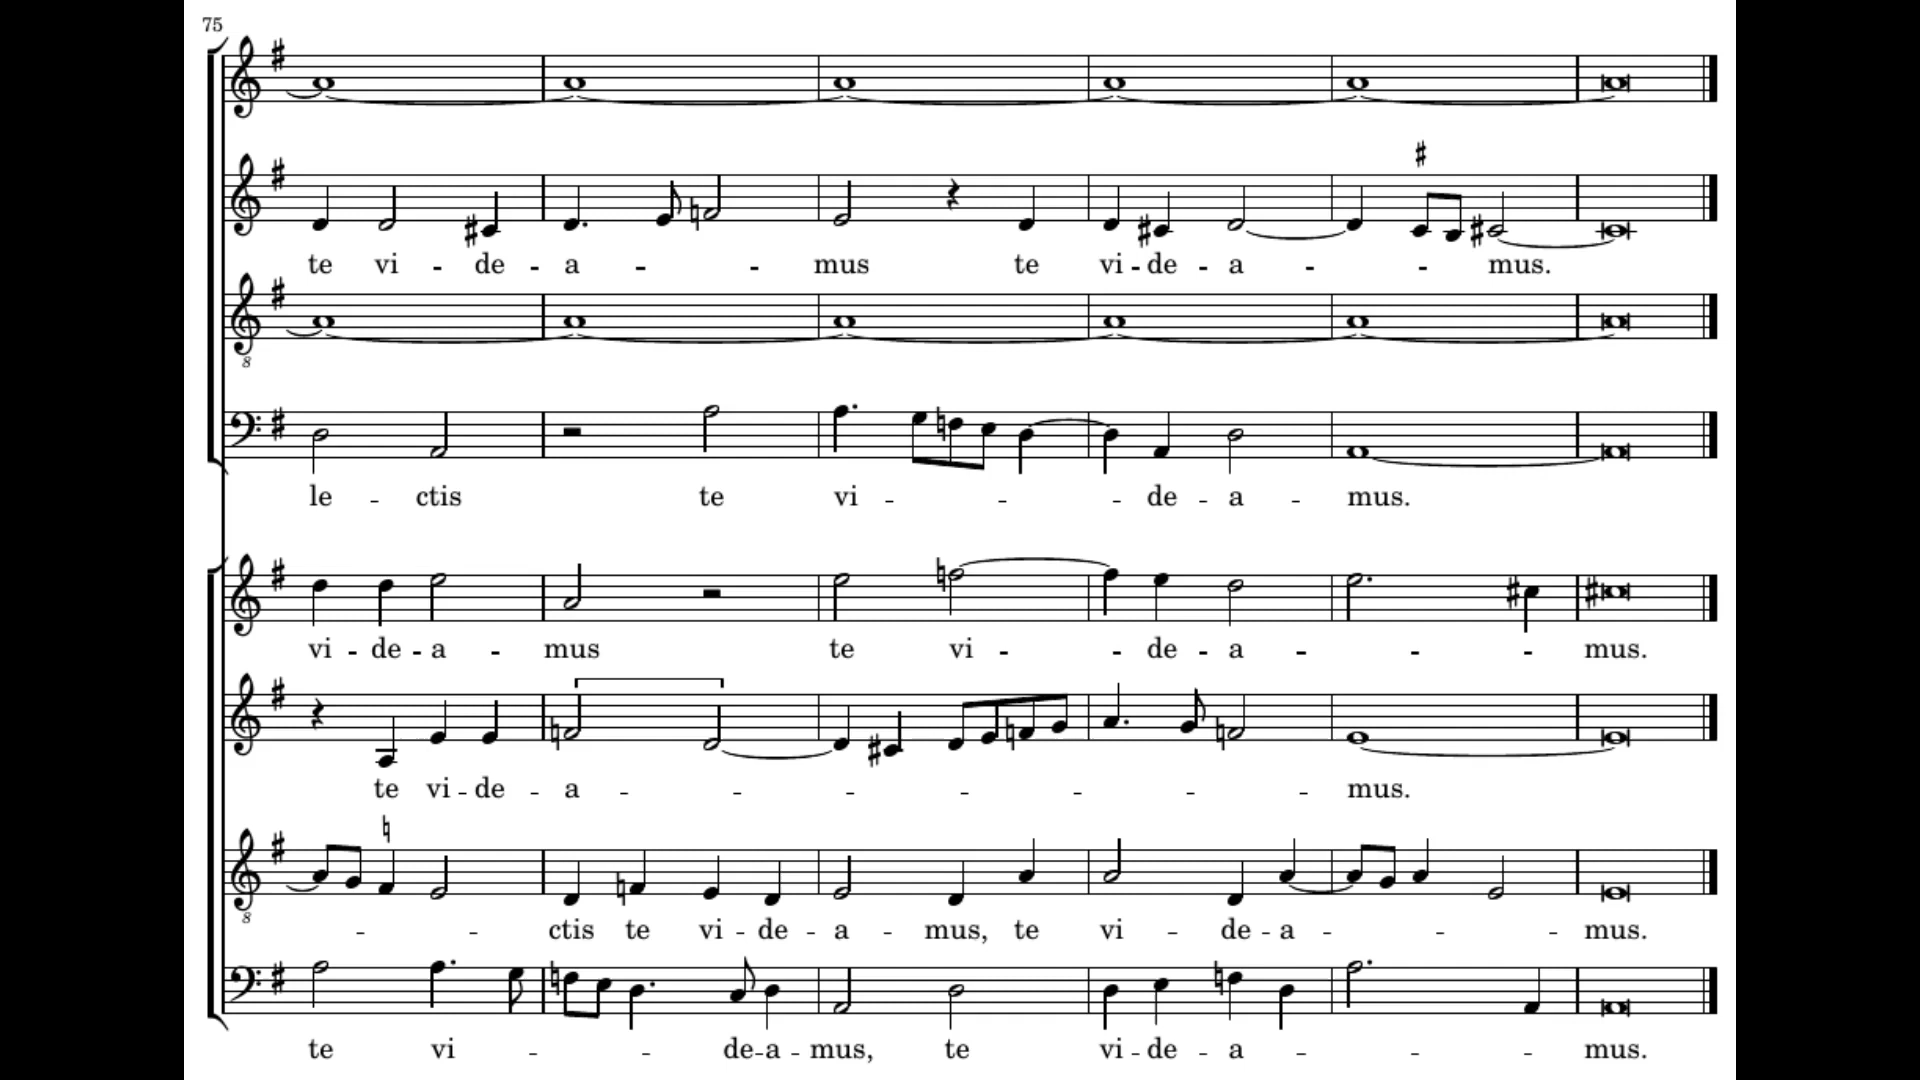 75
te vi - de - a - - mus te vi - de - a - - mus.
8
le - ctis te vi - - - de - a - mus.
vi - de - a - mus te vi - - de - a - - - mus.
te vi - de - a - - - - - - - mus.
8
- - ctis te vi - de - a - mus, te vi - de - a - - - mus.
te vi - - de - a - mus, te vi - de - a - - - mus.